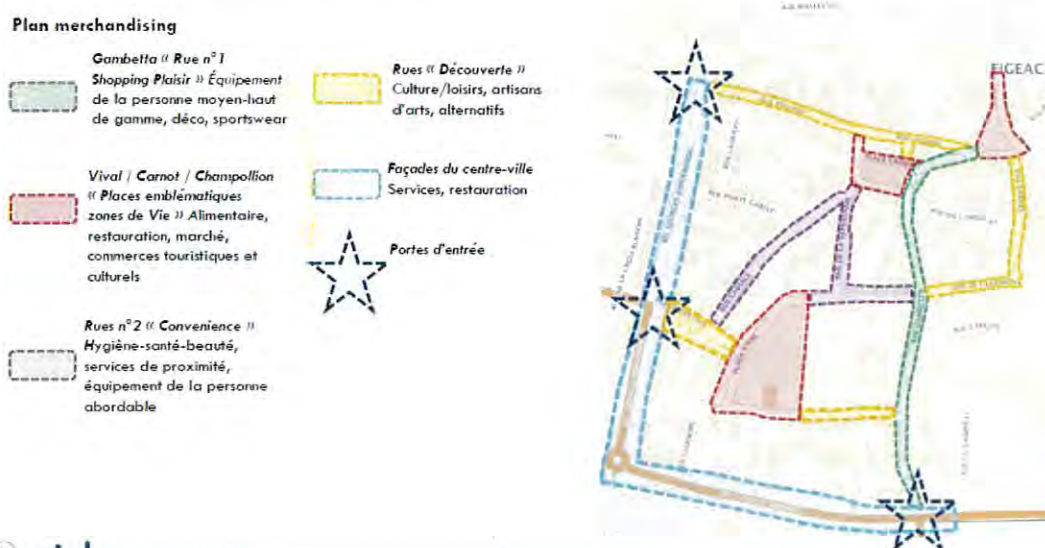 Plan merchandising
Gambetta « Rue n°1
Shopping Plaisir » Équipement
de la personne moyen-haut
de gamme, déco, sportswear
Vival / Carnot / Champollion
« Places emblématiques
zones de Vie » Alimentaire,
restauration, marché,
commerces touristiques et
culturels
Rues n°2 « Convenience »
Hygiène-santé-beauté,
services de proximité,
équipement de la personne
abordable
Rues « Découverte »
Culture/loisirs, artisans
d'arts, alternatifs
Façades du centre-ville
Services, restauration
Portes d'entrée
FIGEAC